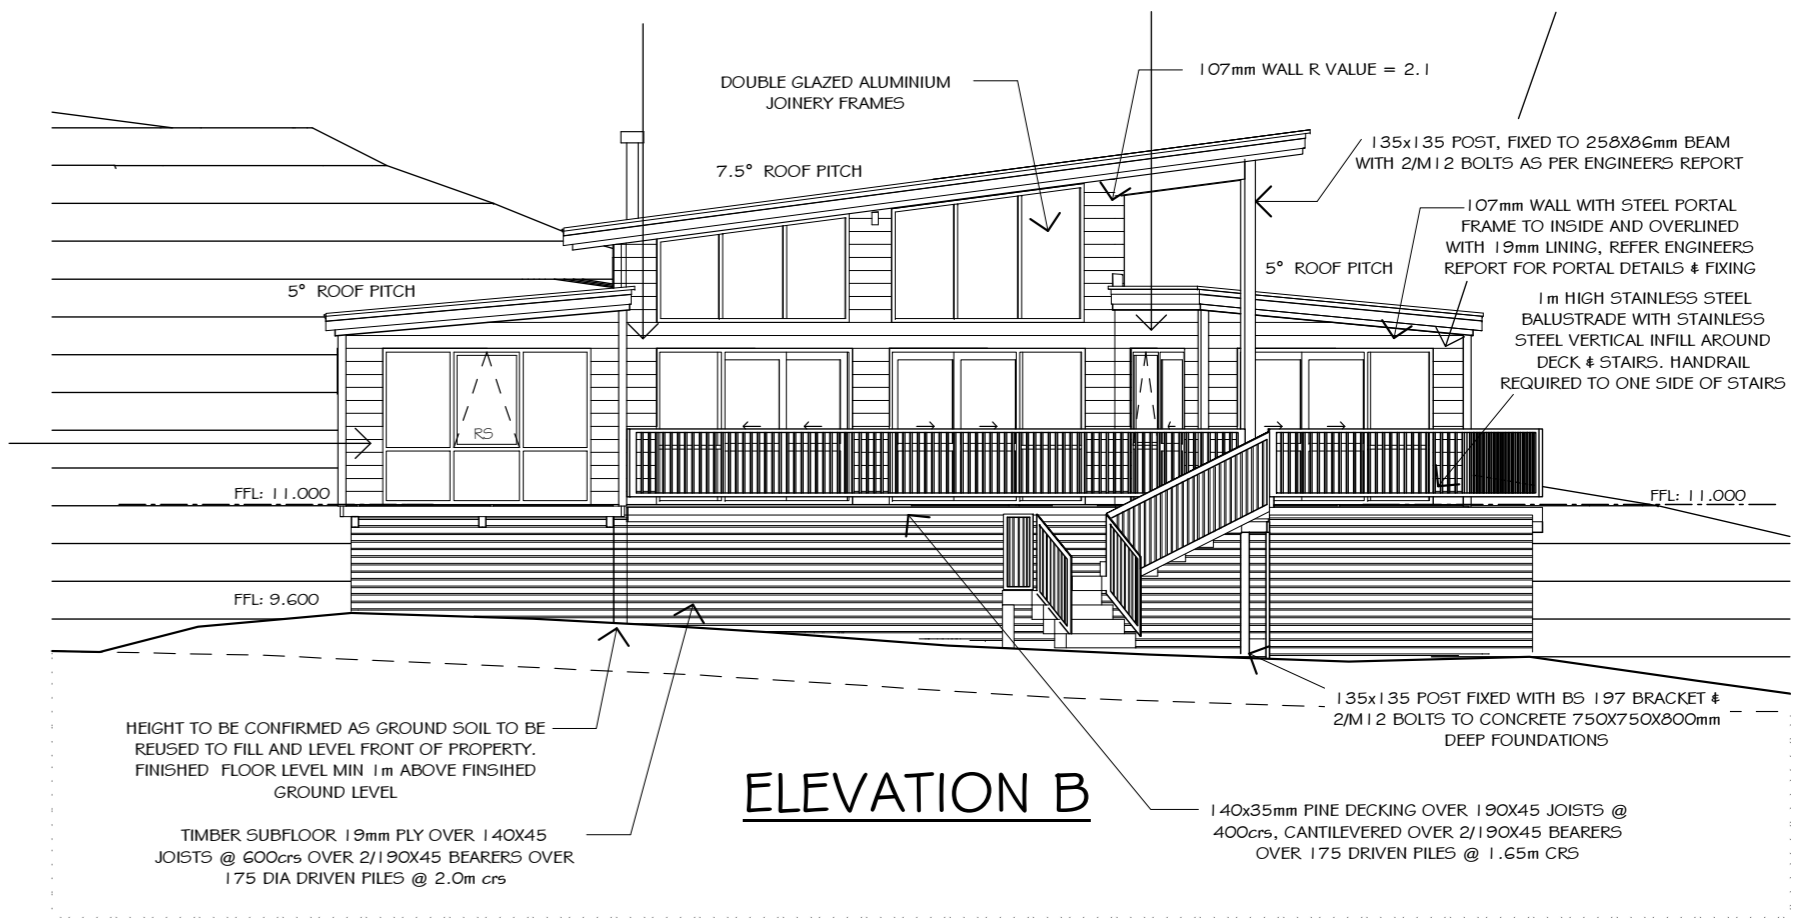 DOUBLE GLAZED ALUMINIUM
JOINERY FRAMES
107mm WALL R VALUE = 2.1
7.5° ROOF PITCH
135x135 POST, FIXED TO 258X86mm BEAM
WITH 2/M12 BOLTS AS PER ENGINEERS REPORT
107mm WALL WITH STEEL PORTAL
FRAME TO INSIDE AND OVERLINED
WITH 19mm LINING, REFER ENGINEERS
REPORT FOR PORTAL DETAILS & FIXING
5° ROOF PITCH
5° ROOF PITCH
1m HIGH STAINLESS STEEL
BALUSTRADE WITH STAINLESS
STEEL VERTICAL INFILL AROUND
DECK & STAIRS. HANDRAIL
REQUIRED TO ONE SIDE OF STAIRS
RS
FFL: 11.000
FFL: 11.000
FFL: 9.600
HEIGHT TO BE CONFIRMED AS GROUND SOIL TO BE
REUSED TO FILL AND LEVEL FRONT OF PROPERTY.
FINISHED FLOOR LEVEL MIN 1m ABOVE FINSIHED
GROUND LEVEL
135x135 POST FIXED WITH BS 197 BRACKET &
2/M12 BOLTS TO CONCRETE 750X750X800mm
DEEP FOUNDATIONS
ELEVATION B
TIMBER SUBFLOOR 19mm PLY OVER 140X45
JOISTS @ 600crs OVER 2/190X45 BEARERS OVER
175 DIA DRIVEN PILES @ 2.0m crs
140x35mm PINE DECKING OVER 190X45 JOISTS @
400crs, CANTILEVERED OVER 2/190X45 BEARERS
OVER 175 DRIVEN PILES @ 1.65m CRS